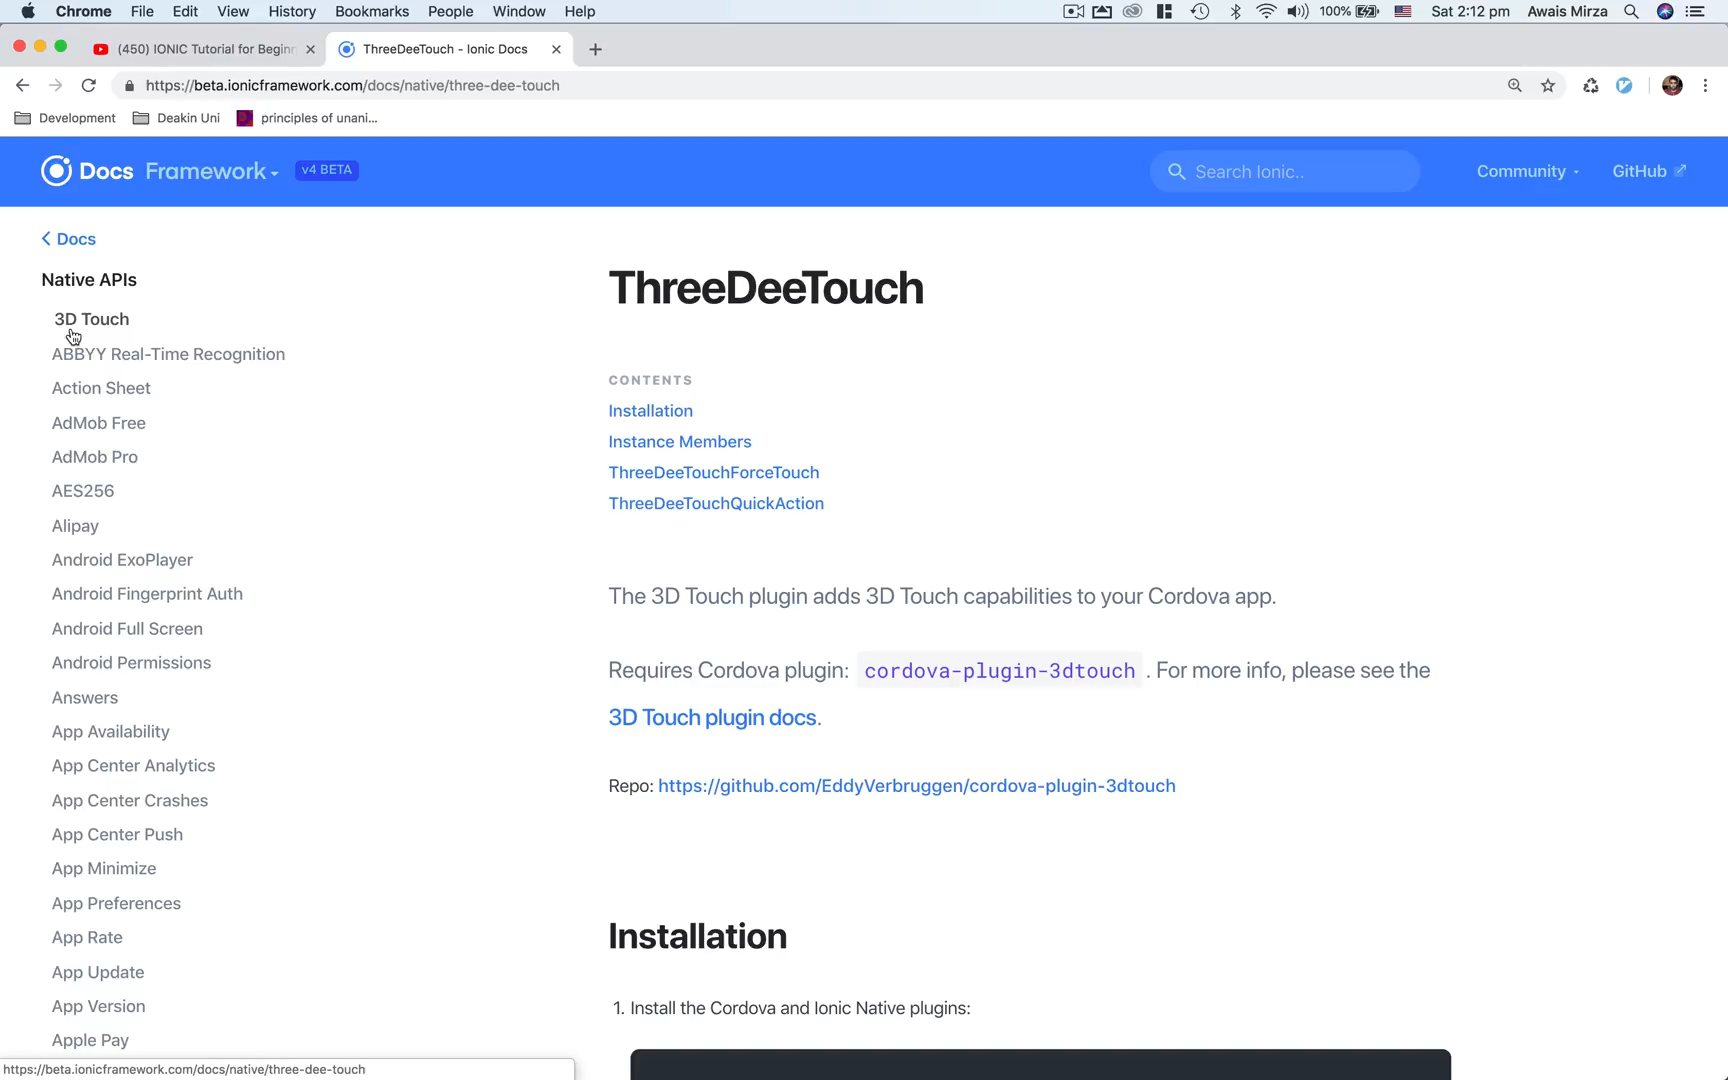 Chrome File Edit View History Bookmarks People Window Help 100% Sat 2:12 pm Awais Mirza
(450) IONIC Tutorial for Beginn
ThreeDeeTouch - Ionic Docs
https://beta.ionicframework.com/docs/native/three-dee-touch
Development Deakin Uni principles of unani...
Docs Framework v4 BETA Search Ionic.. Community GitHub
Docs
Native APIs
3D Touch
ABBYY Real-Time Recognition
Action Sheet
AdMob Free
AdMob Pro
AES256
Alipay
Android ExoPlayer
Android Fingerprint Auth
Android Full Screen
Android Permissions
Answers
App Availability
App Center Analytics
App Center Crashes
App Center Push
App Minimize
App Preferences
App Rate
App Update
App Version
Apple Pay
https://beta.ionicframework.com/docs/native/three-dee-touch
ThreeDeeTouch
CONTENTS
Installation
Instance Members
ThreeDeeTouchForceTouch
ThreeDeeTouchQuickAction
The 3D Touch plugin adds 3D Touch capabilities to your Cordova app.
Requires Cordova plugin: cordova-plugin-3dtouch . For more info, please see the
3D Touch plugin docs.
Repo: https://github.com/EddyVerbruggen/cordova-plugin-3dtouch
Installation
1. Install the Cordova and Ionic Native plugins: